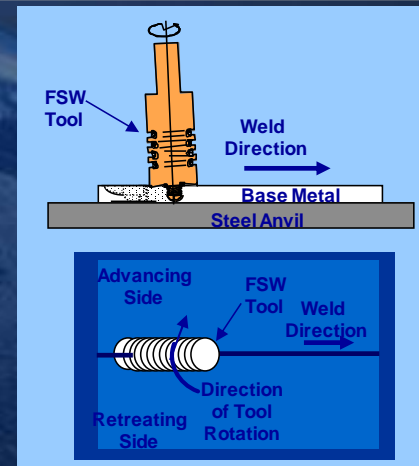 FSW
Tool
Weld
Direction
Base Metal
Steel Anvil
Advancing
Side
FSW
Tool
Weld
Direction
Direction
of Tool
Rotation
Retreating
Side